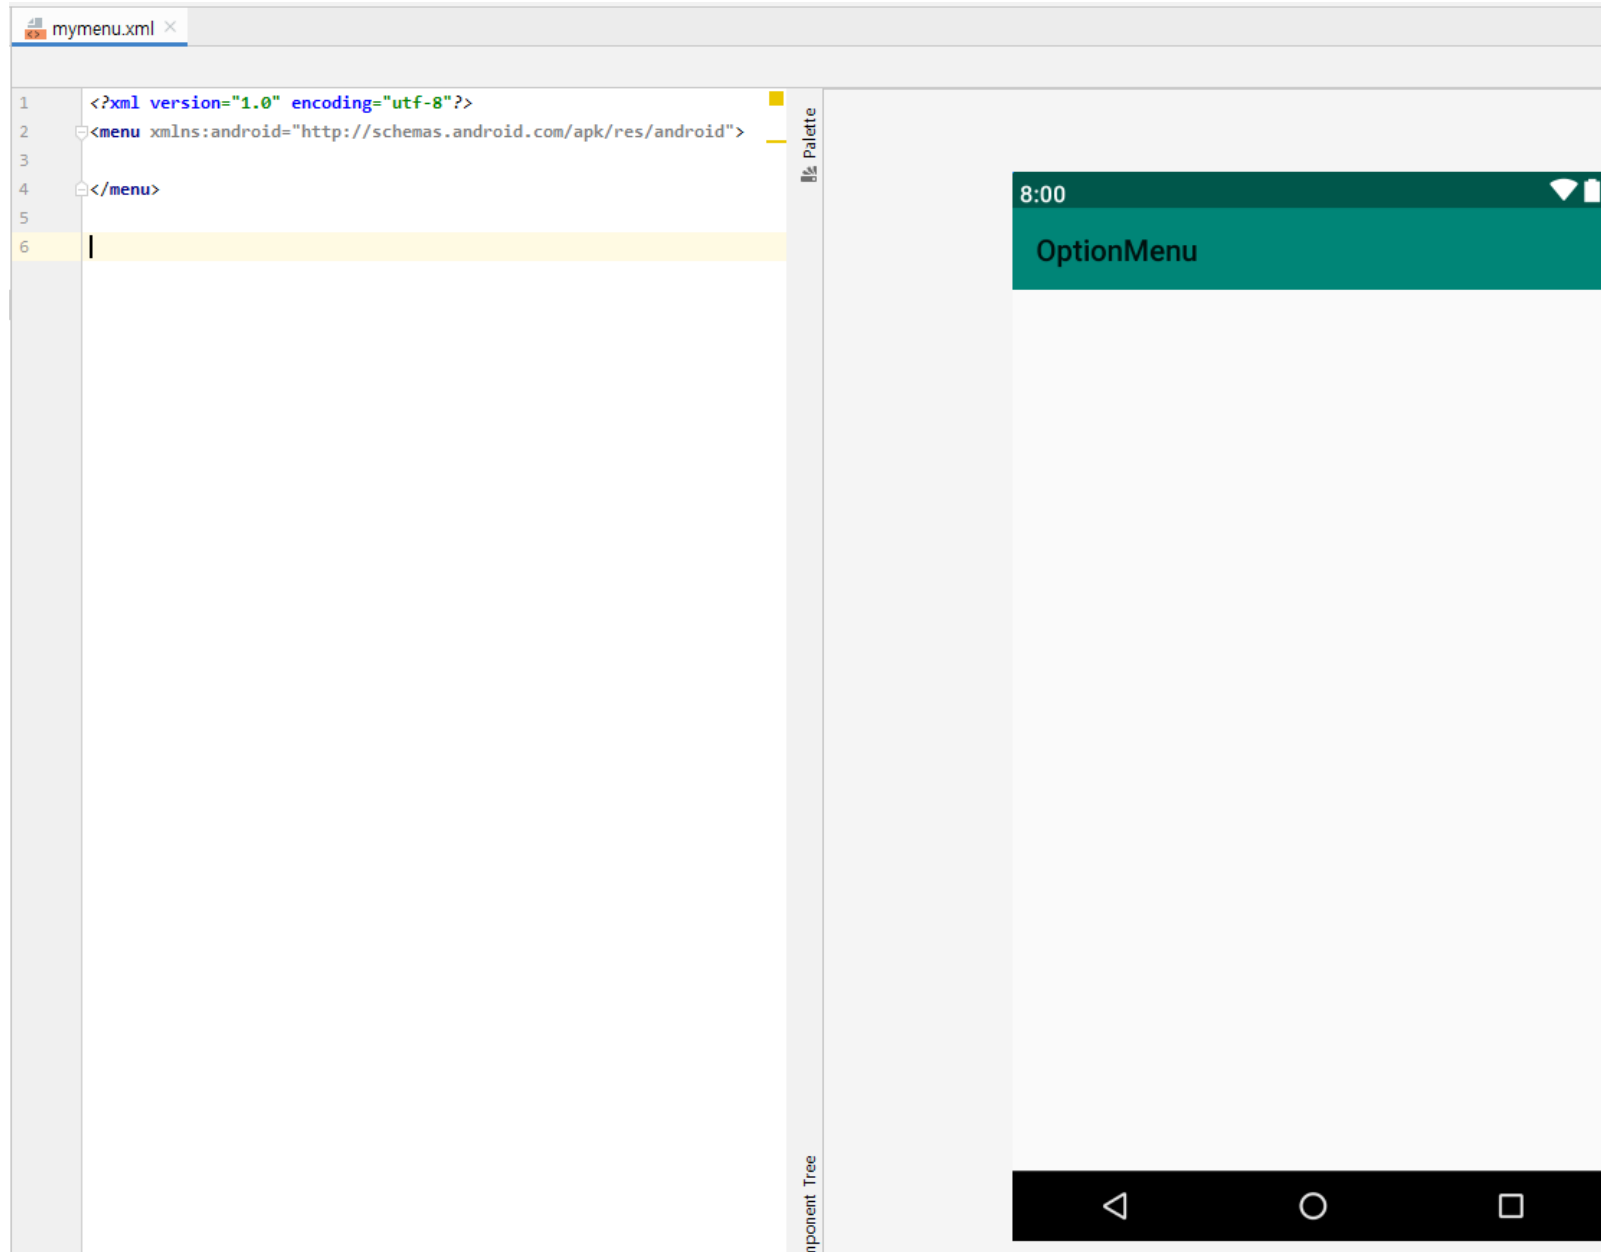 mymenu.xml
1 <?xml version="1.0" encoding="utf-8"?>
2 <menu xmlns:android="http://schemas.android.com/apk/res/android">
3
4 </menu>
5
6
Palette
8:00
OptionMenu
mponent Tree